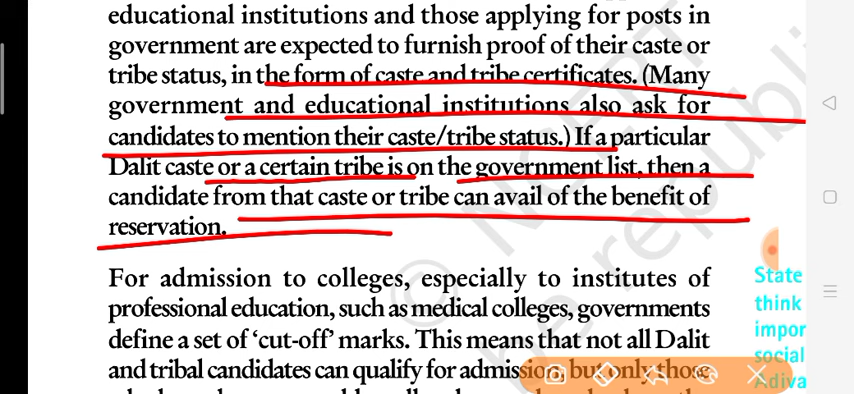 educational institutions and those applying for posts in
government are expected to furnish proof of their caste or
tribe status, in the form of caste and tribe certificates. (Many
government and educational institutions also ask for
candidates to mention their caste/tribe status.) If a particular
Dalit caste or a certain tribe is on the government list, then a
candidate from that caste or tribe can avail of the benefit of
reservation.
For admission to colleges, especially to institutes of
professional education, such as medical colleges, governments
define a set of ‘cut-off’ marks. This means that not all Dalit
and tribal candidates can qualify for admission, but only those
State
think
impor
social
Adiva
© NCERT
be republi